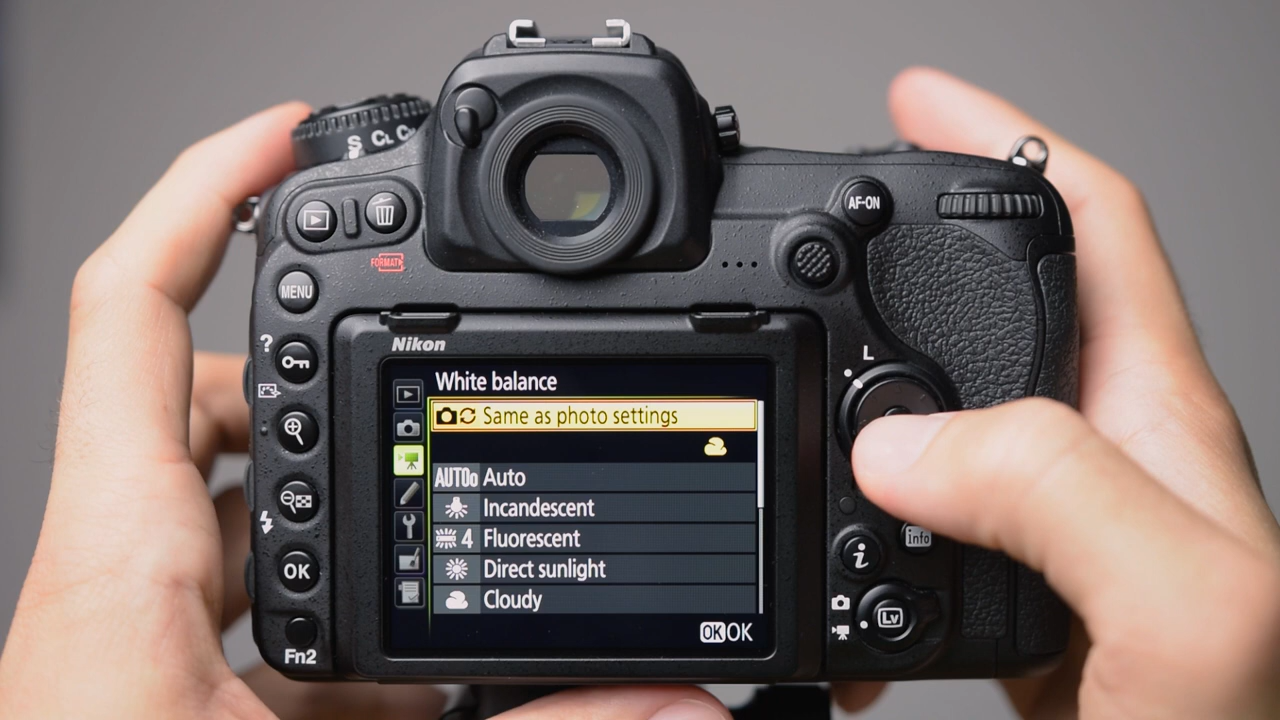 S CL
AF-ON
FORMAT
MENU
?
Nikon
L
White balance
Same as photo settings
AUTO0 Auto
Incandescent
4 Fluorescent
Direct sunlight
Cloudy
OK OK
OK
i
info
Lv
Fn2